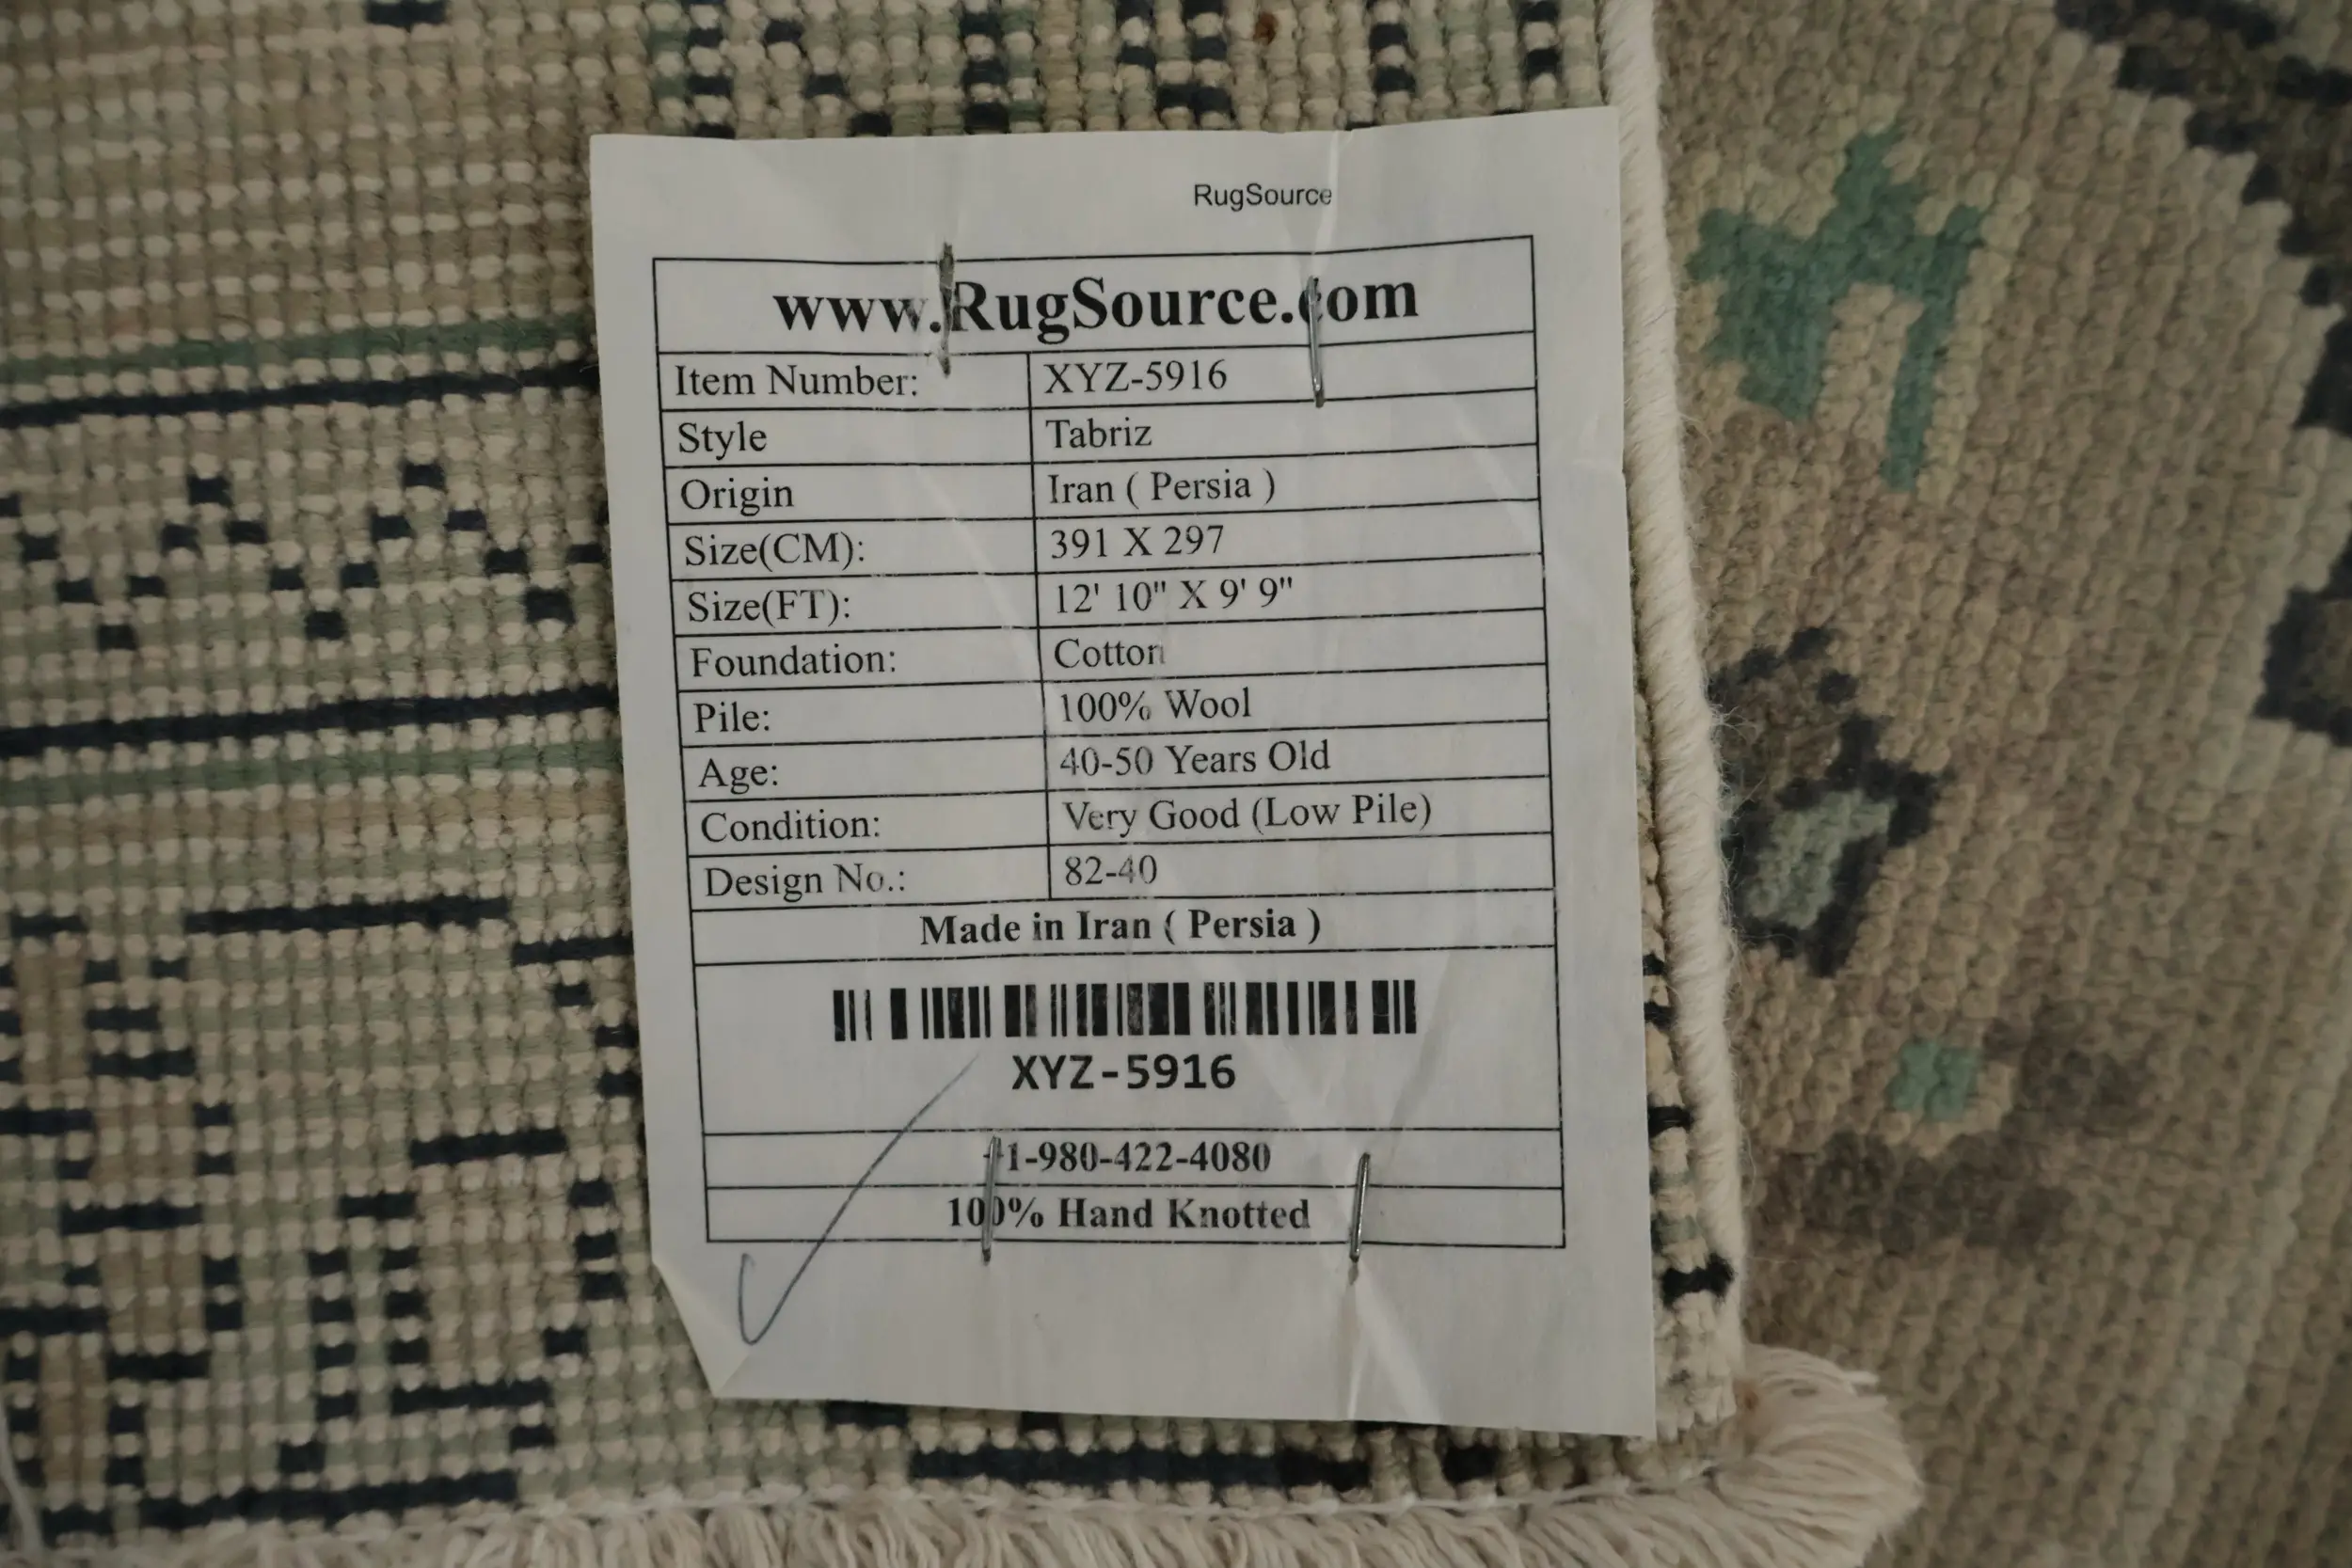 RugSource
www.RugSource.com
Item Number: XYZ-5916
Style Tabriz
Origin Iran ( Persia )
Size(CM): 391 X 297
Size(FT): 12' 10" X 9' 9"
Foundation: Cotton
Pile: 100% Wool
Age: 40-50 Years Old
Condition: Very Good (Low Pile)
Design No.: 82-40
Made in Iran ( Persia )
XYZ-5916
+1-980-422-4080
100% Hand Knotted